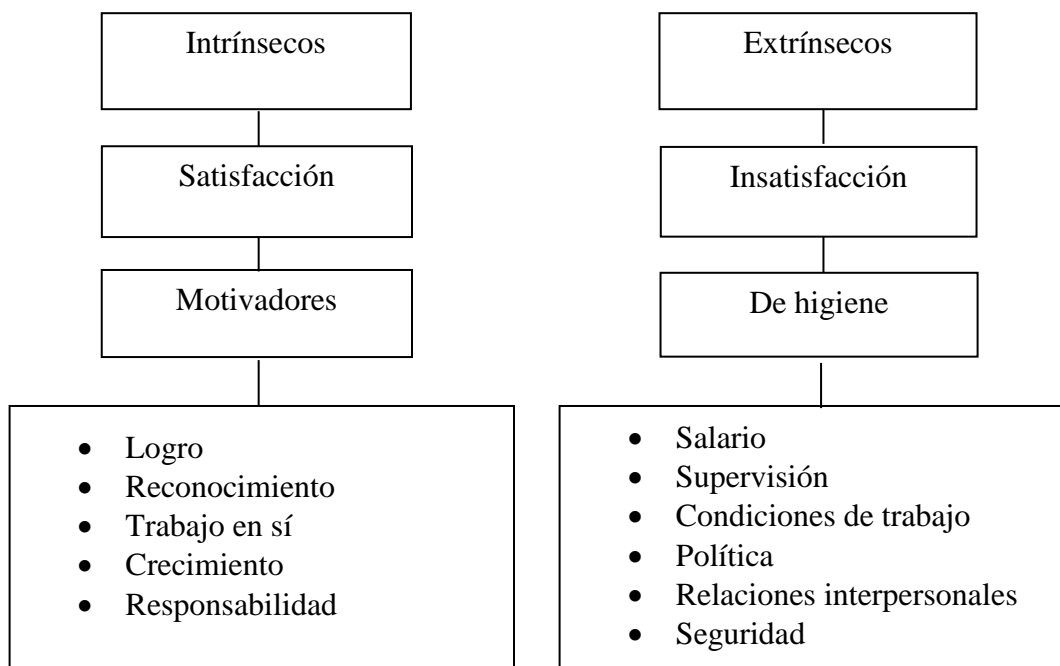 Intrínsecos
Satisfacción
Motivadores
• Logro
• Reconocimiento
• Trabajo en sí
• Crecimiento
• Responsabilidad
Extrínsecos
Insatisfacción
De higiene
• Salario
• Supervisión
• Condiciones de trabajo
• Política
• Relaciones interpersonales
• Seguridad